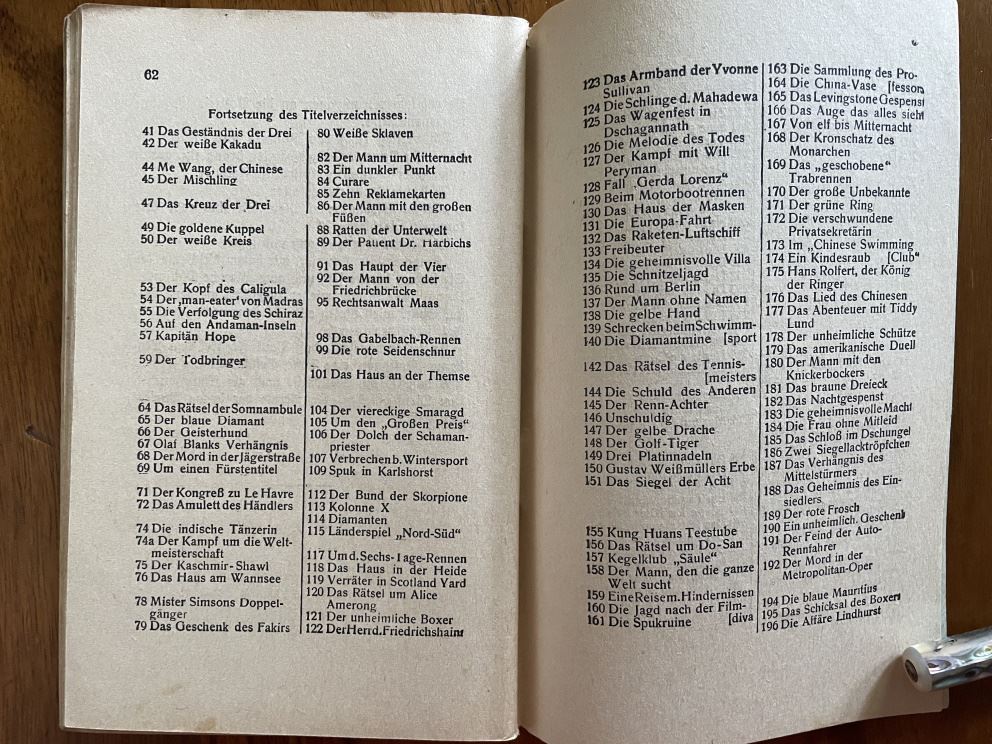 62
Fortsetzung des Titelverzeichnisses:
41 Das Geständnis der Drei
42 Der weiße Kakadu
44 Me Wang, der Chinese
45 Der Mischling
47 Das Kreuz der Drei
49 Die goldene Kuppel
50 Der weiße Kreis
53 Der Kopf des Caligula
54 Der ‚man-eater‘ von Madras
55 Die Verfolgung des Schiraz
56 Auf den Andaman-Inseln
57 Kapitän Hope
59 Der Todbringer
64 Das Rätsel der Somnambule
65 Der blaue Diamant
66 Der Geisterhund
67 Olaf Blanks Verhängnis
68 Der Mord in der Jägerstraße
69 Um einen Fürstentitel
71 Der Kongreß zu Le Havre
72 Das Amulett des Händlers
74 Die indische Tänzerin
74a Der Kampf um die Welt-
meisterschaft
75 Der Kaschmir-Shawl
76 Das Haus am Wannsee
78 Mister Simsons Doppel-
gänger
79 Das Geschenk des Fakirs
80 Weiße Sklaven
82 Der Mann um Mitternacht
83 Ein dunkler Punkt
84 Curare
85 Zehn Reklamekarten
86 Der Mann mit den großen
Füßen
88 Ratten der Unterwelt
89 Der Patient Dr. Harbichs
91 Das Haupt der Vier
92 Der Mann von der
Friedrichbrücke
95 Rechtsanwalt Maas
98 Das Gabelbach-Rennen
99 Die rote Seidenschnur
101 Das Haus an der Themse
104 Der viereckige Smaragd
105 Um den „Großen Preis“
106 Der Dolch der Schaman-
priester
107 Verbrechen b. Wintersport
109 Spuk in Karlshorst
112 Der Bund der Skorpione
113 Kolonne X
114 Diamanten
115 Länderspiel „Nord-Süd“
117 Um d. Sechs-Tage-Rennen
118 Das Haus in der Heide
119 Verräter in Scotland Yard
120 Das Rätsel um Alice
Amerong
121 Der unheimliche Boxer
122 Der Herr d. Friedrichshains
123 Das Armband der Yvonne
Sullivan
124 Die Schlinge d. Mahadewa
125 Das Wagenfest in
Dschagannath
126 Die Melodie des Todes
127 Der Kampf mit Will
Peryman
128 Fall „Gerda Lorenz“
129 Beim Motorbootrennen
130 Das Haus der Masken
131 Die Europa-Fahrt
132 Das Raketen-Luftschiff
133 Freibeuter
134 Die geheimnisvolle Villa
135 Die Schnitzeljagd
136 Rund um Berlin
137 Der Mann ohne Namen
138 Die gelbe Hand
139 Schrecken beim Schwimm-
140 Die Diamantmine [sport
142 Das Rätsel des Tennis-
[meisters
144 Die Schuld des Anderen
145 Der Renn-Achter
146 Unschuldig
147 Der gelbe Drache
148 Der Golf-Tiger
149 Drei Platinnadeln
150 Gustav Weißmüllers Erbe
151 Das Siegel der Acht
155 Kung Huans Teestube
156 Das Rätsel um Do-San
157 Kegelklub „Säule“
158 Der Mann, den die ganze
Welt sucht
159 Eine Reise m. Hindernissen
160 Die Jagd nach der Film-
161 Die Spukruine [diva
163 Die Sammlung des Pro-
164 Die China-Vase [fessors
165 Das Levingstone Gespenst
166 Das Auge das alles sieht
167 Von elf bis Mitternacht
168 Der Kronschatz des
Monarchen
169 Das „geschobene“
Trabrennen
170 Der große Unbekannte
171 Der grüne Ring
172 Die verschwundene
Privatsekretärin
173 Im „Chinese Swimming
174 Ein Kindesraub [Club“
175 Hans Rolfert, der König
der Ringer
176 Das Lied des Chinesen
177 Das Abenteuer mit Tiddy
Lund
178 Der unheimliche Schütze
179 Das amerikanische Duell
180 Der Mann mit den
Knickerbockers
181 Das braune Dreieck
182 Das Nachtgespenst
183 Die geheimnisvolle Macht
184 Die Frau ohne Mitleid
185 Das Schloß im Dschungel
186 Zwei Siegellacktröpfchen
187 Das Verhängnis des
Mittelstürmers
188 Das Geheimnis des Ein-
siedlers
189 Der rote Frosch
190 Ein unheimlich. Geschenk
191 Der Feind der Auto-
Rennfahrer
192 Der Mord in der
Metropolitan-Oper
194 Die blaue Mauritius
195 Das Schicksal des Boxers
196 Die Affäre Lindhurst